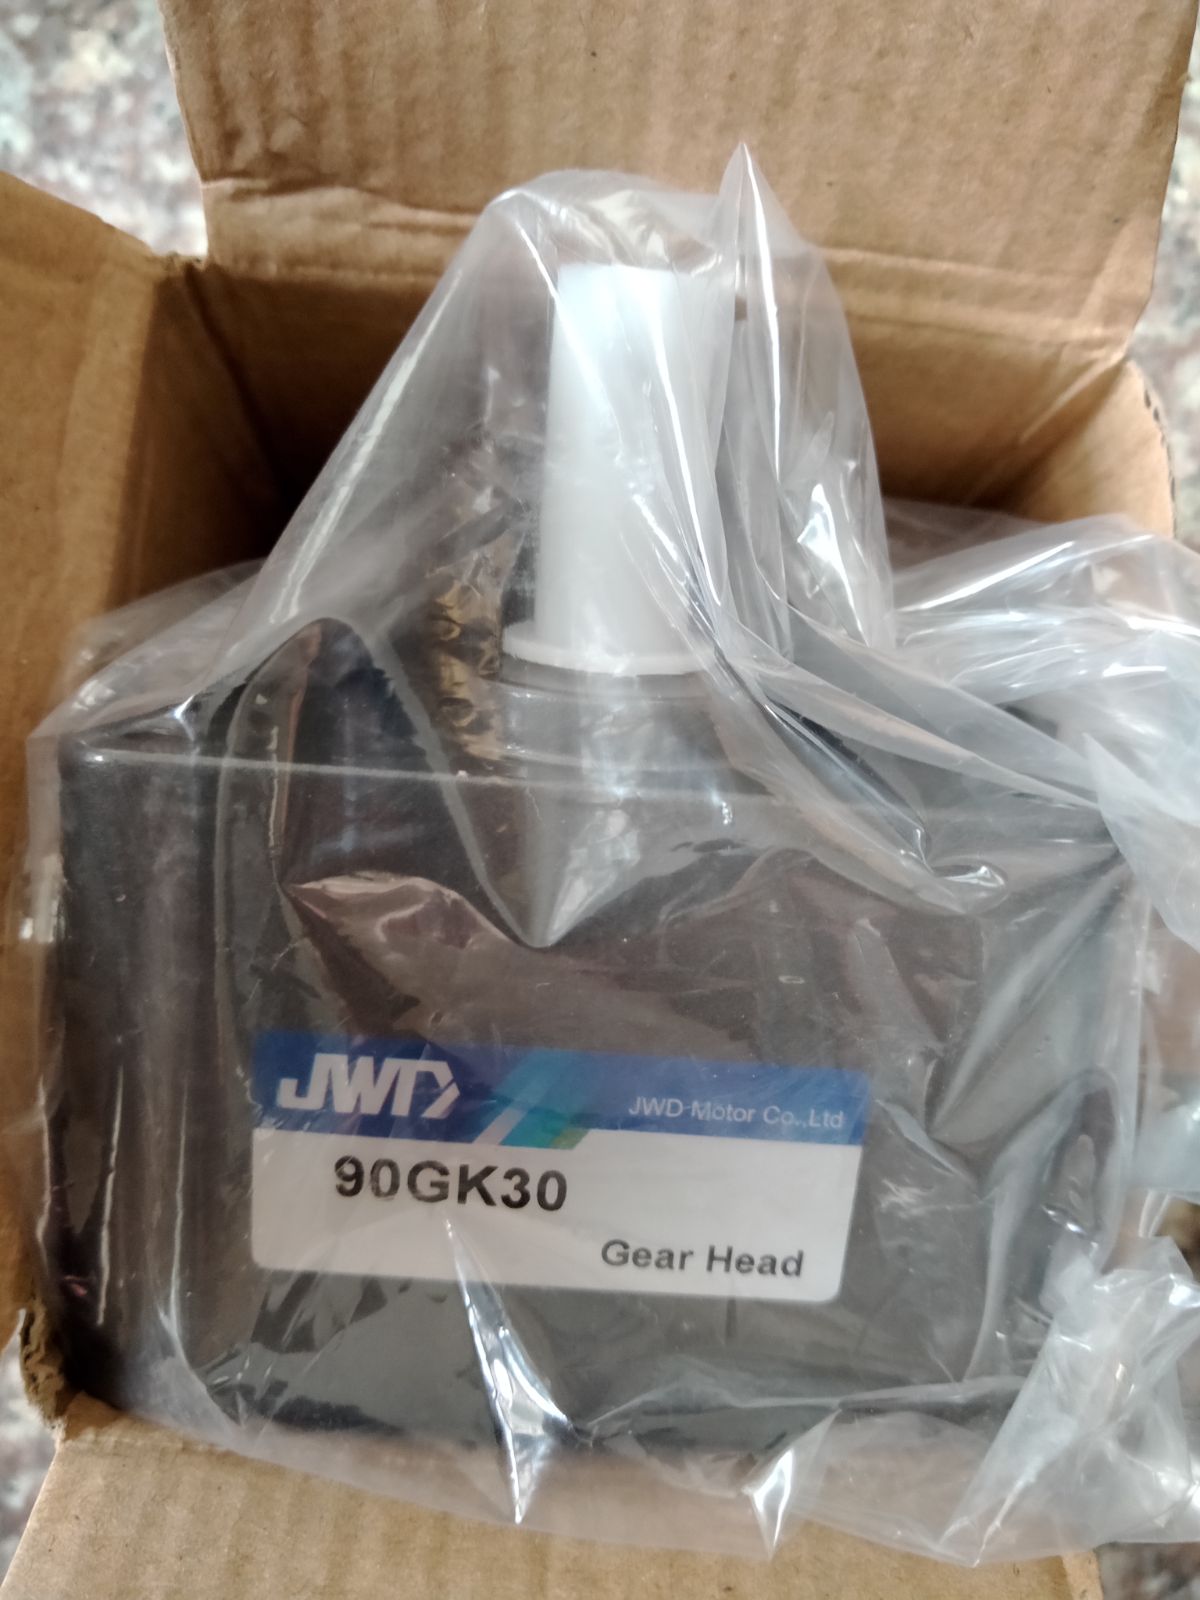 JWD
JWD Motor Co.,Ltd
90GK30
Gear Head